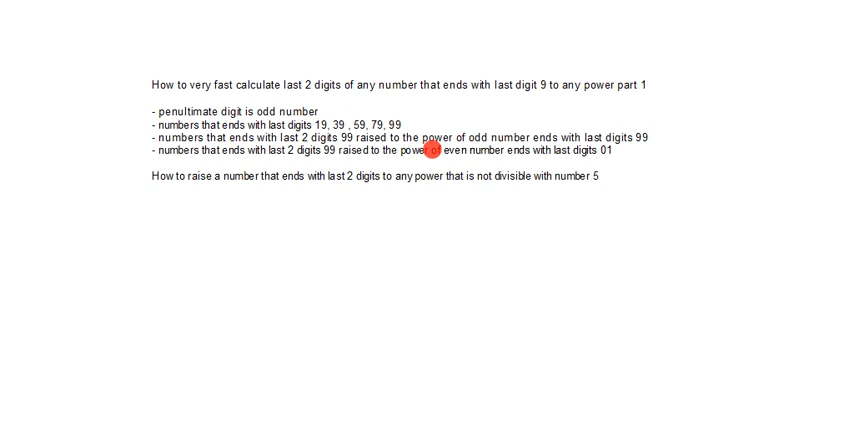 How to very fast calculate last 2 digits of any number that ends with last digit 9 to any power part 1
- penultimate digit is odd number
- numbers that ends with last digits 19, 39 , 59, 79, 99
- numbers that ends with last 2 digits 99 raised to the power of odd number ends with last digits 99
- numbers that ends with last 2 digits 99 raised to the power of even number ends with last digits 01
How to raise a number that ends with last 2 digits to any power that is not divisible with number 5